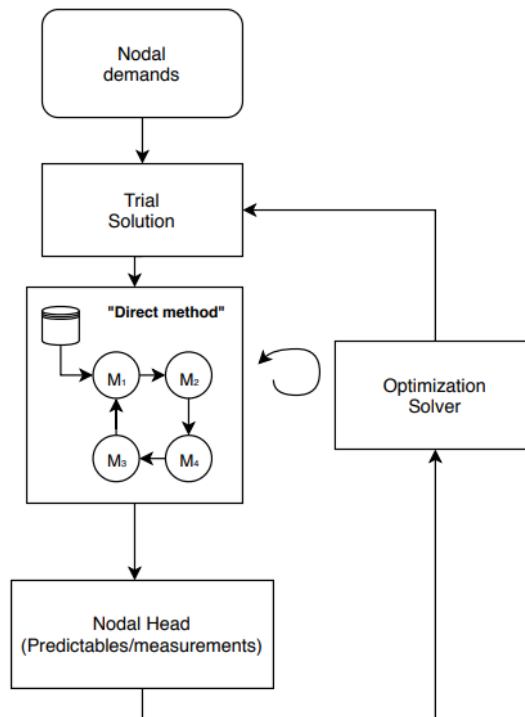 Nodal
demands
Trial
Solution
"Direct method"
M₁
M₂
M₃
M₄
Optimization
Solver
Nodal Head
(Predictables/measurements)